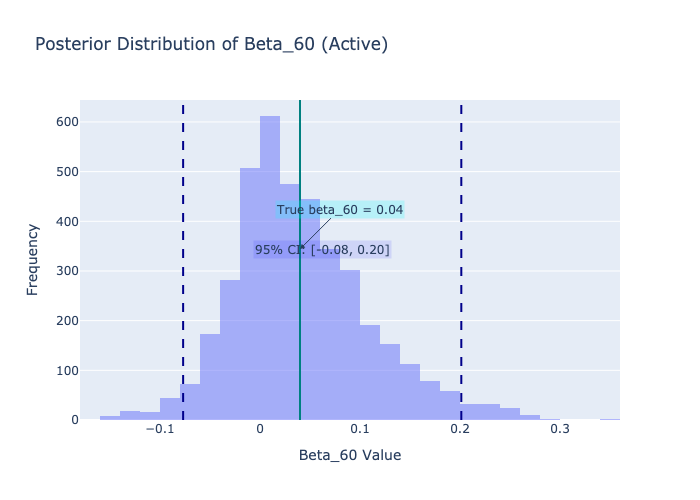 Posterior Distribution of Beta_60 (Active)
600
500
400
300
200
100
0
Frequency
True beta_60 = 0.04
95% CI: [-0.08, 0.20]
−0.1
0
0.1
0.2
0.3
Beta_60 Value